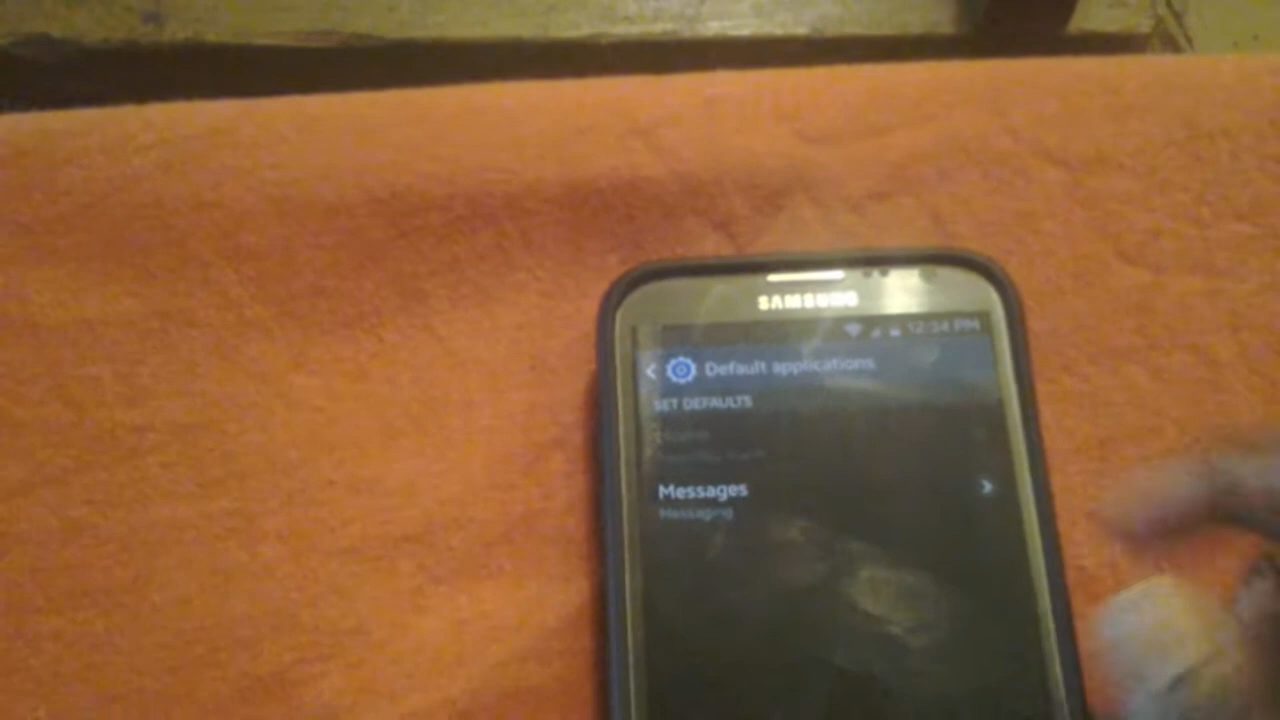 SAMSUNG
12:34 PM
Default applications
SET DEFAULTS
Messages
Messaging